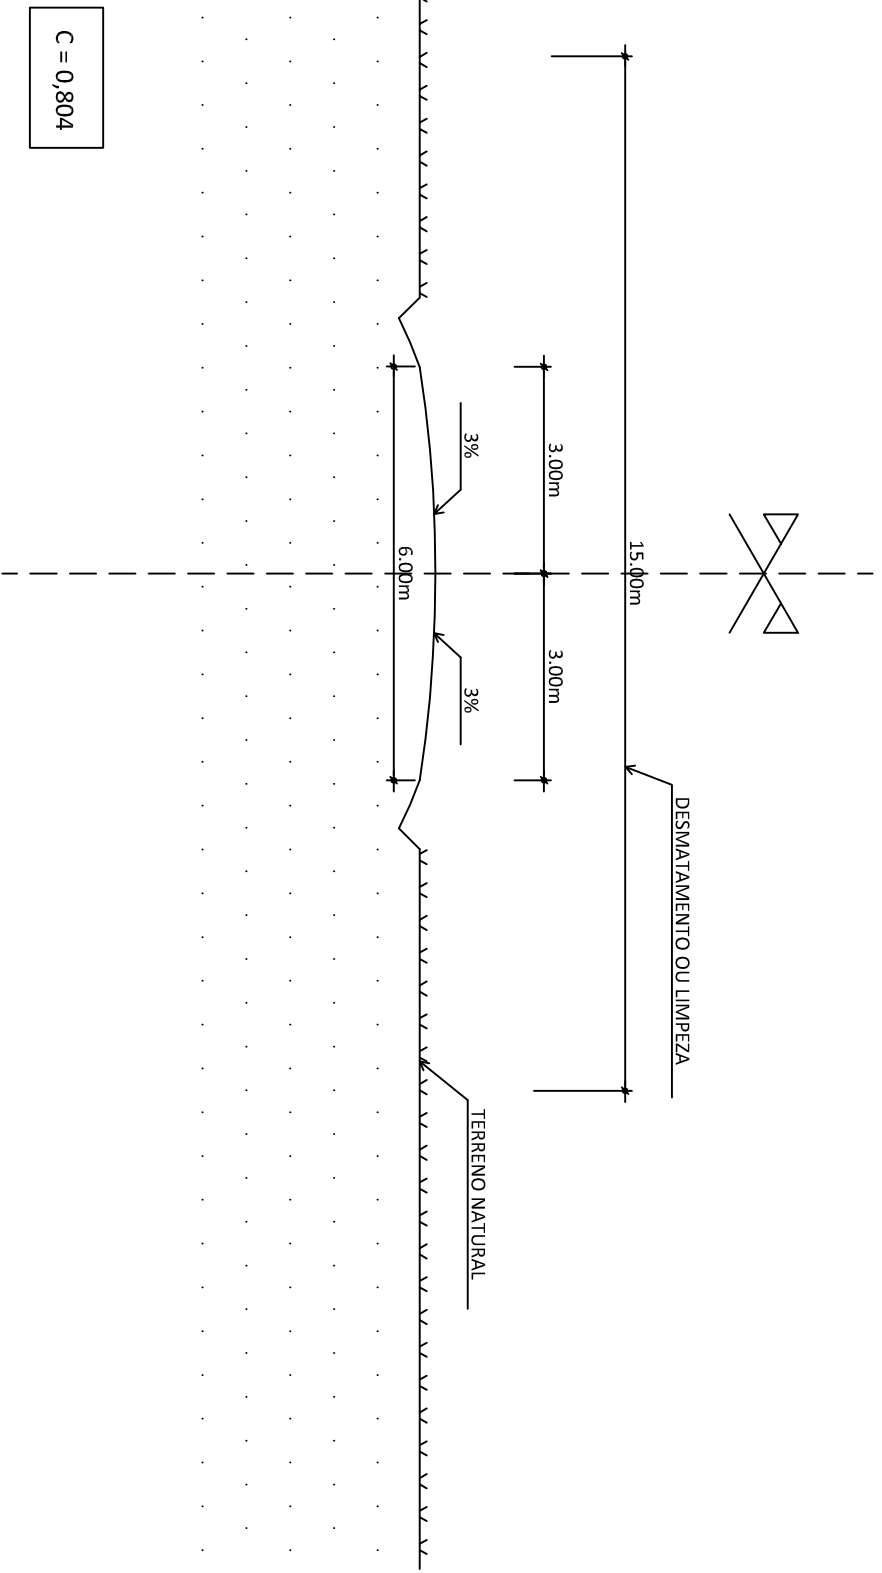 DESMATAMENTO OU LIMPEZA
15.00m
3.00m
3.00m
TERRENO NATURAL
3%
3%
6.00m
C = 0,804